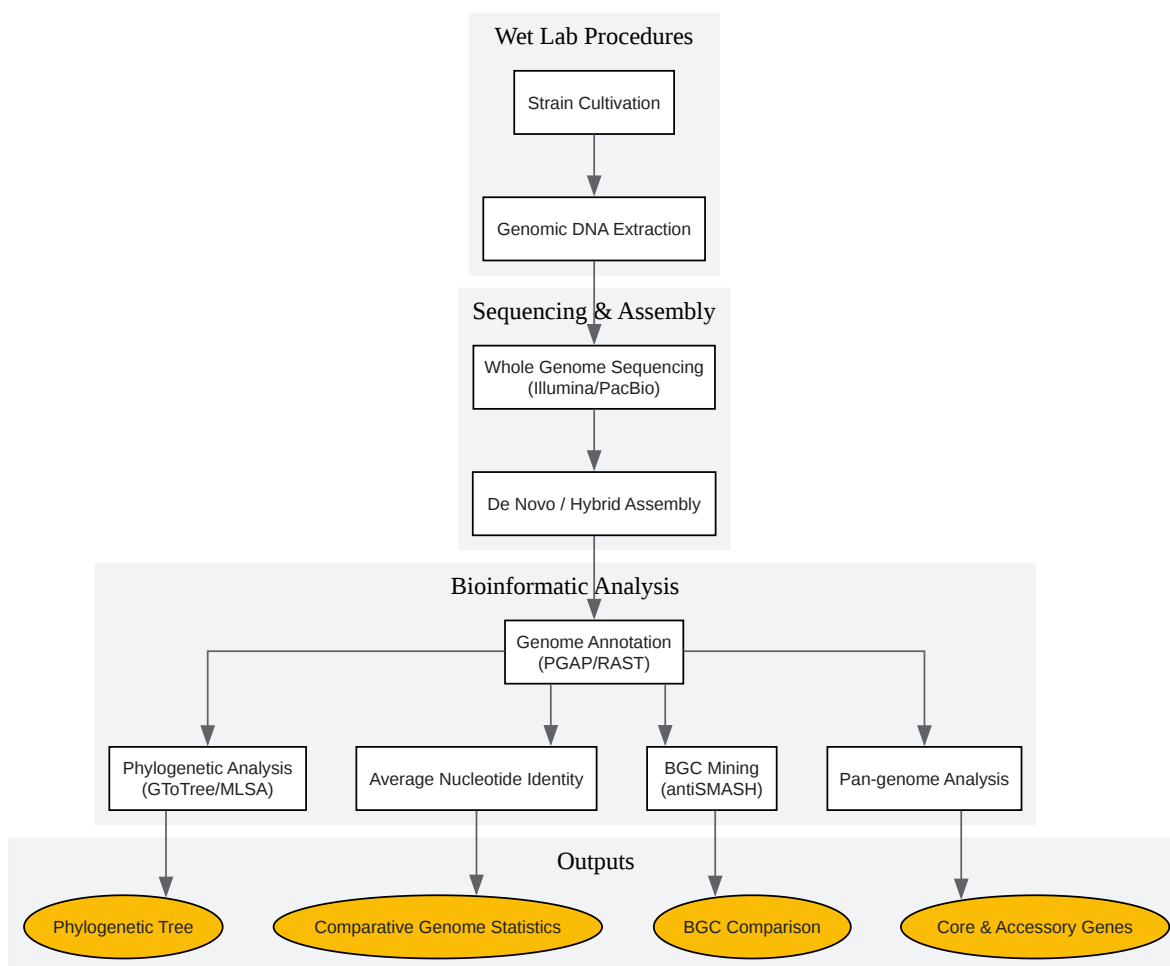 Wet Lab Procedures
Strain Cultivation
Genomic DNA Extraction
Sequencing & Assembly
Whole Genome Sequencing
(Illumina/PacBio)
De Novo / Hybrid Assembly
Bioinformatic Analysis
Genome Annotation
(PGAP/RAST)
Phylogenetic Analysis
(GToTree/MLSA)
Average Nucleotide Identity
BGC Mining
(antiSMASH)
Pan-genome Analysis
Outputs
Phylogenetic Tree
Comparative Genome Statistics
BGC Comparison
Core & Accessory Genes